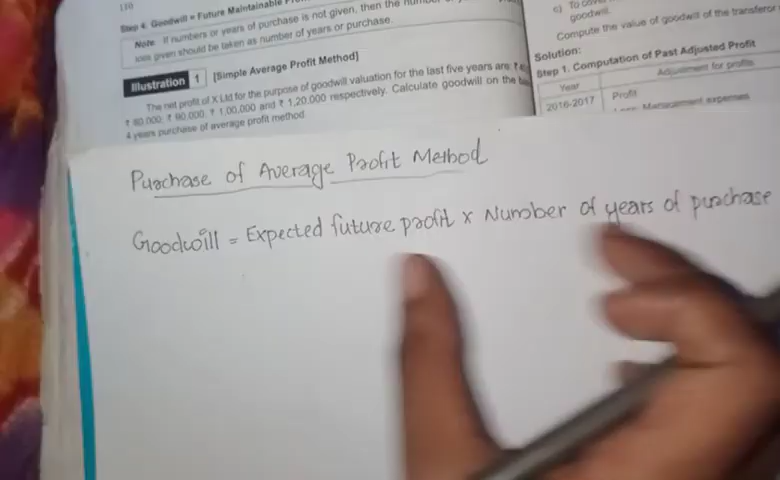 110
Step 4. Goodwill = Future Maintainable
Note If numbers or years of purchase is not given, then the
given should be taken as number of years or purchase.
Illustration 1 [Simple Average Profit Method]
The net profit of X Ltd for the purpose of goodwill valuation for the last five years are
₹ 80,000; ₹ 90,000, ₹ 1,00,000 and ₹ 1,20,000 respectively. Calculate goodwill on the
4 years purchase of average profit method.
c) To
goodwill.
Compute the value of goodwill of the transferor
Solution:
Step 1. Computation of Past Adjusted Profit
Year Adjustment for profits
2016-2017 Profit
Management expenses
Purchase of Average Profit Method
Goodwill = Expected future profit x Number of years of purchase